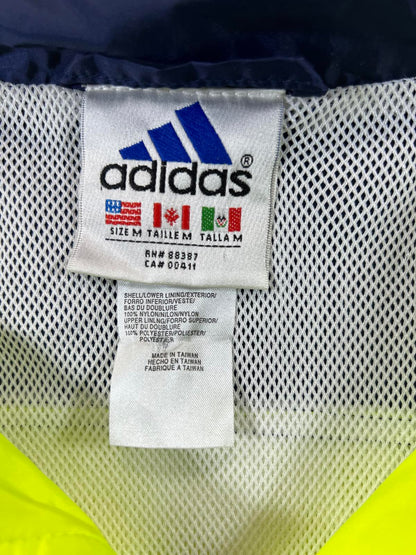 adidas®
SIZE M TAILLE M TALLA M
RN# 88387
CA# 00411
SHELL/LOWER LINING/EXTERIOR/
FORRO INFERIOR/VESTE/
BAS DU DOUBLURE
100% NYLON/NILON/NYLON
UPPER LINING/FORRO SUPERIOR/
HAUT DU DOUBLURE
100% POLYESTER/POLIESTER/
POLYESTER
MADE IN TAIWAN
HECHO EN TAIWAN
FABRIQUE A TAIWAN